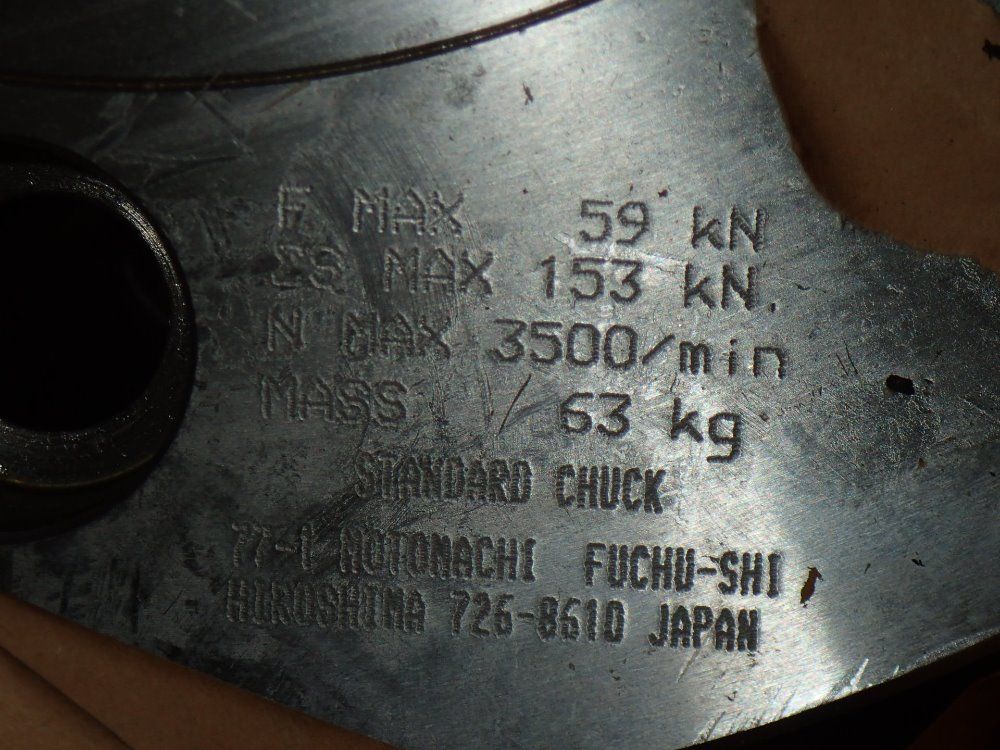 F MAX 59 kN
SS MAX 153 kN.
N MAX 3500/min
MASS 63 kg
STANDARD CHUCK
77-1 MOTOMACHI FUCHU-SHI
HIROSHIMA 726-8610 JAPAN